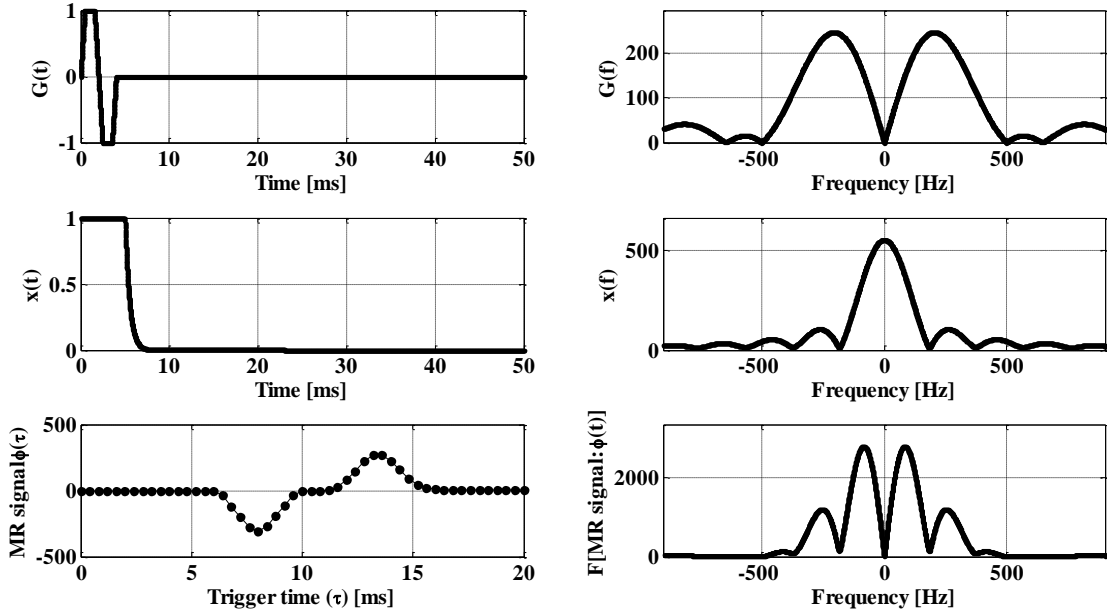 1
0
-1
G(t)
0 10 20 30 40 50
Time [ms]
200
100
0
G(f)
-500 0 500
Frequency [Hz]
1
0.5
0
x(t)
0 10 20 30 40 50
Time [ms]
500
0
x(f)
-500 0 500
Frequency [Hz]
500
0
-500
MR signalϕ(τ)
0 5 10 15 20
Trigger time (τ) [ms]
2000
0
F[MR signal:ϕ(t)]
-500 0 500
Frequency [Hz]